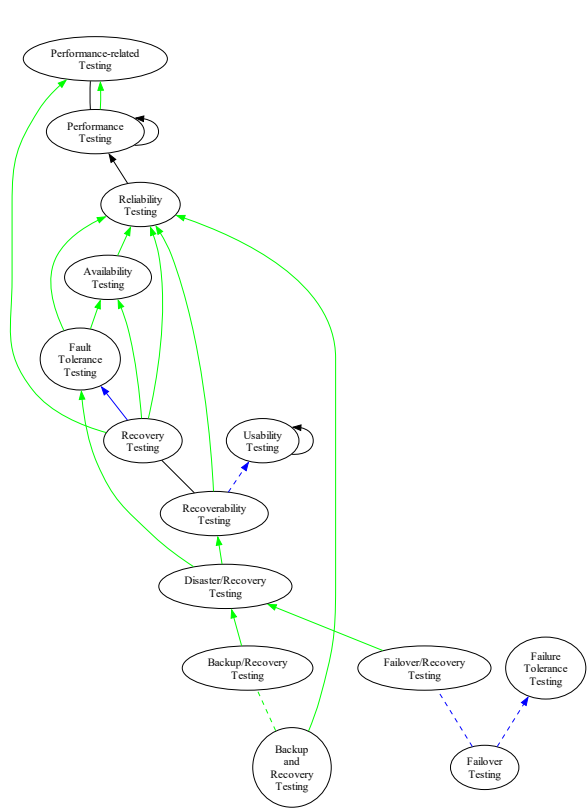 Performance-related
Testing
Performance
Testing
Reliability
Testing
Availability
Testing
Fault
Tolerance
Testing
Recovery
Testing
Usability
Testing
Recoverability
Testing
Disaster/Recovery
Testing
Backup/Recovery
Testing
Failover/Recovery
Testing
Failure
Tolerance
Testing
Backup
and
Recovery
Testing
Failover
Testing